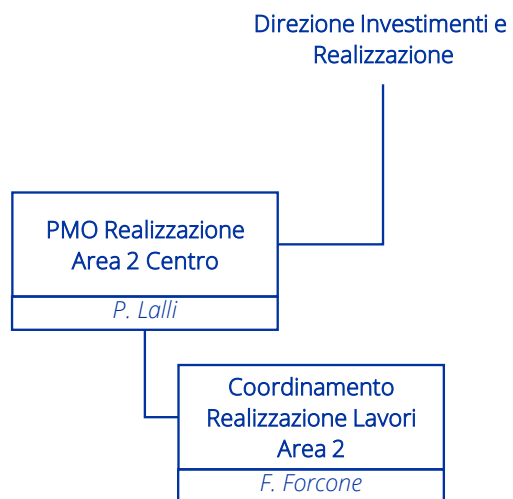 Direzione Investimenti e
Realizzazione
PMO Realizzazione
Area 2 Centro
P. Lalli
Coordinamento
Realizzazione Lavori
Area 2
F. Forcone